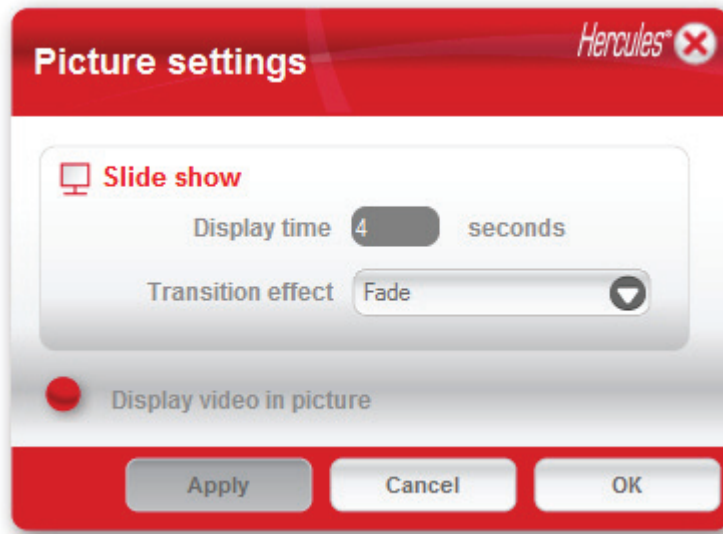 Hercules®
Picture settings
Slide show
Display time 4 seconds
Transition effect Fade
Display video in picture
Apply Cancel OK